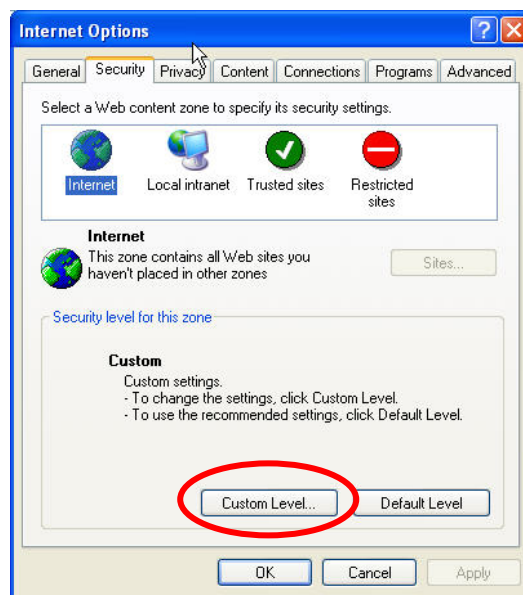 Internet Options
General Security Privacy Content Connections Programs Advanced
Select a Web content zone to specify its security settings.
Internet Local intranet Trusted sites Restricted
sites
Internet
This zone contains all Web sites you
haven't placed in other zones
Sites...
Security level for this zone
Custom
Custom settings.
- To change the settings, click Custom Level.
- To use the recommended settings, click Default Level.
Custom Level... Default Level
OK Cancel Apply